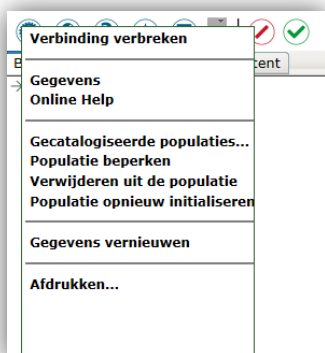 Verbinding verbreken
B
tent
Gegevens
Online Help
Gecatalogiseerde populaties...
Populatie beperken
Verwijderen uit de populatie
Populatie opnieuw initialiseren
Gegevens vernieuwen
Afdrukken...